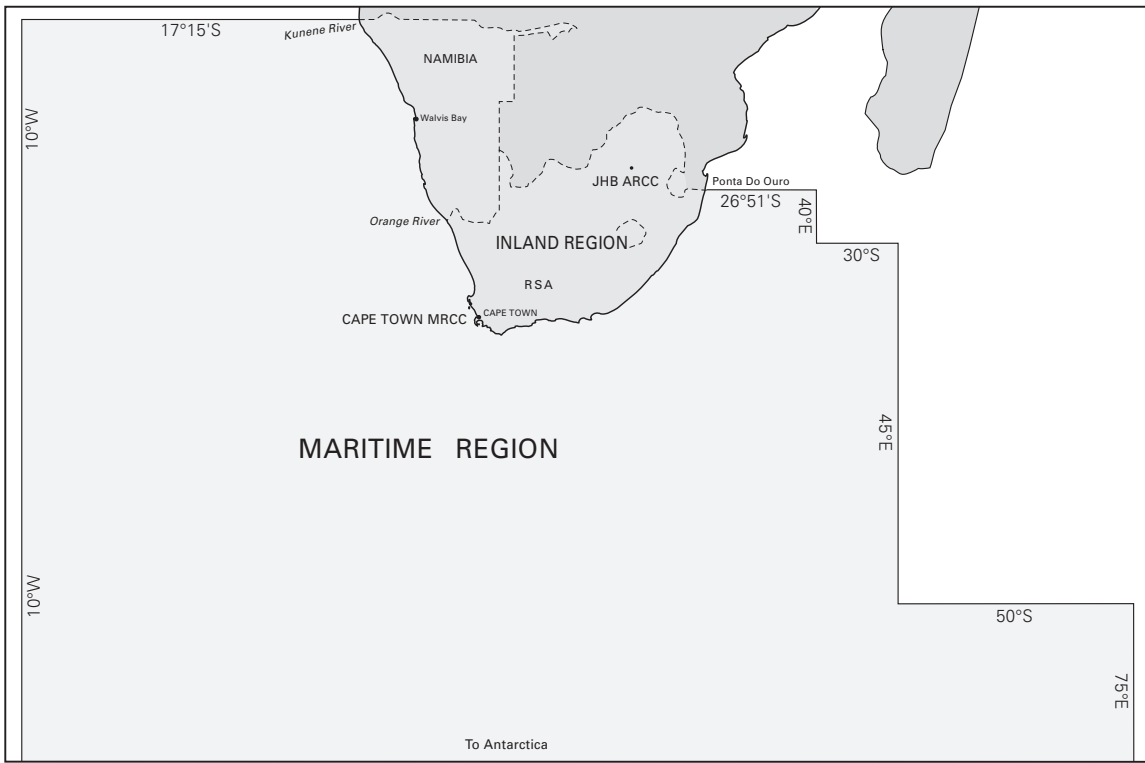 17°15'S
Kunene River
NAMIBIA
10°W
Walvis Bay
JHB ARCC
Ponta Do Ouro
26°51'S
40°E
Orange River
INLAND REGION
30°S
RSA
CAPE TOWN
CAPE TOWN MRCC
45°E
MARITIME REGION
10°W
50°S
75°E
To Antarctica